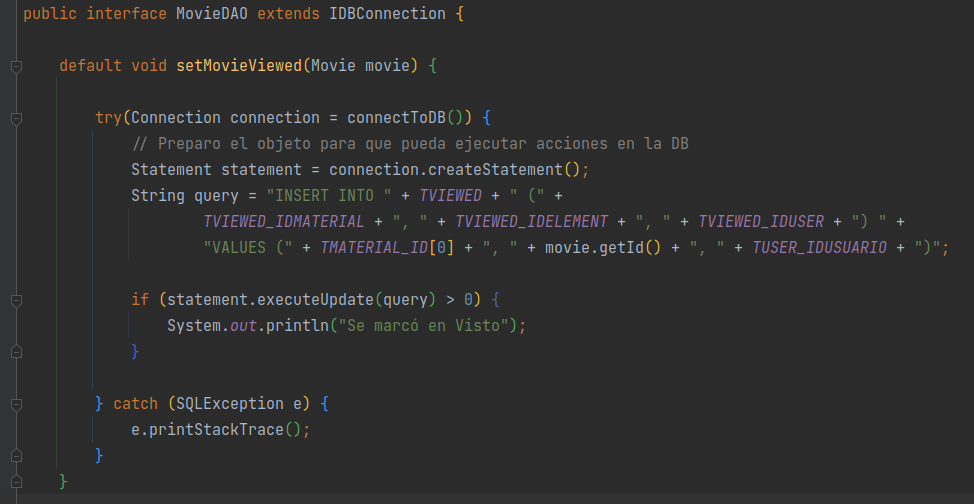 public interface MovieDAO extends IDBConnection {
default void setMovieViewed(Movie movie) {
try(Connection connection = connectToDB()) {
// Preparo el objeto para que pueda ejecutar acciones en la DB
Statement statement = connection.createStatement();
String query = "INSERT INTO " + TVIEWED + " (" +
TVIEWED_IDMATERIAL + ", " + TVIEWED_IDELEMENT + ", " + TVIEWED_IDUSER + ") " +
"VALUES (" + TMATERIAL_ID[0] + ", " + movie.getId() + ", " + TUSER_IDUSUARIO + ")";
if (statement.executeUpdate(query) > 0) {
System.out.println("Se marcó en Visto");
}
} catch (SQLException e) {
e.printStackTrace();
}
}